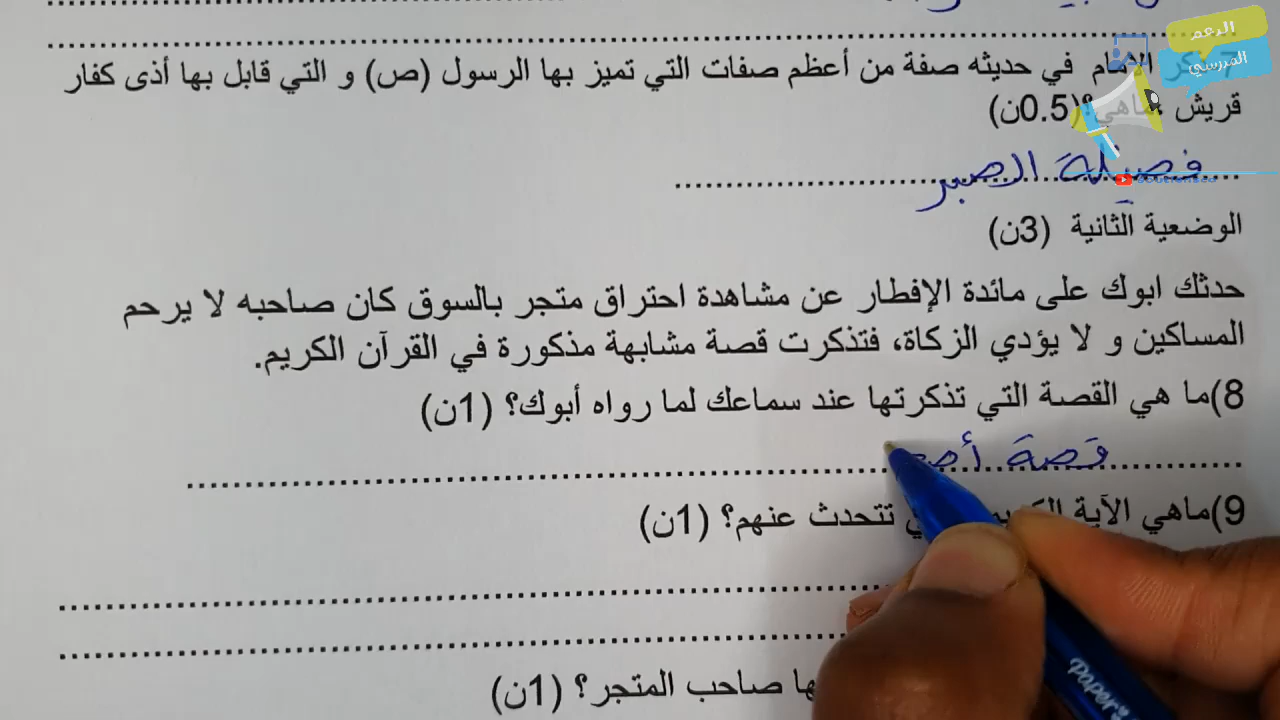 الدعم
المدرسي
الامام في حديثه صفة من أعظم صفات التي تميز بها الرسول (ص) و التي قابل بها أذى كفار
قريش ماهي؟(0.5ن)
فضيلة الصبر
الوضعية الثانية (3ن)
حدثك ابوك على مائدة الإفطار عن مشاهدة احتراق متجر بالسوق كان صاحبه لا يرحم
المساكين و لا يؤدي الزكاة، فتذكرت قصة مشابهة مذكورة في القرآن الكريم.
8)ما هي القصة التي تذكرتها عند سماعك لما رواه أبوك؟ (1ن)
قصة
9)ماهي الآية تتحدث عنهم؟ (1ن)
صاحب المتجر؟ (1ن)
paper